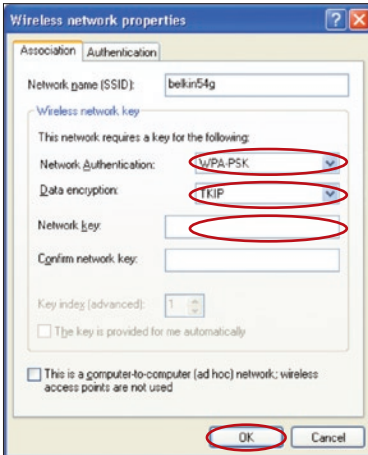 Wireless network properties
Association
Authentication
Network name (SSID):
belkin54g
Wireless network key
This network requires a key for the following:
Network Authentication:
WPA-PSK
Data encryption:
TKIP
Network key:
Confirm network key:
Key index (advanced):
1
The key is provided for me automatically
This is a computer-to-computer (ad hoc) network; wireless
access points are not used
OK
Cancel